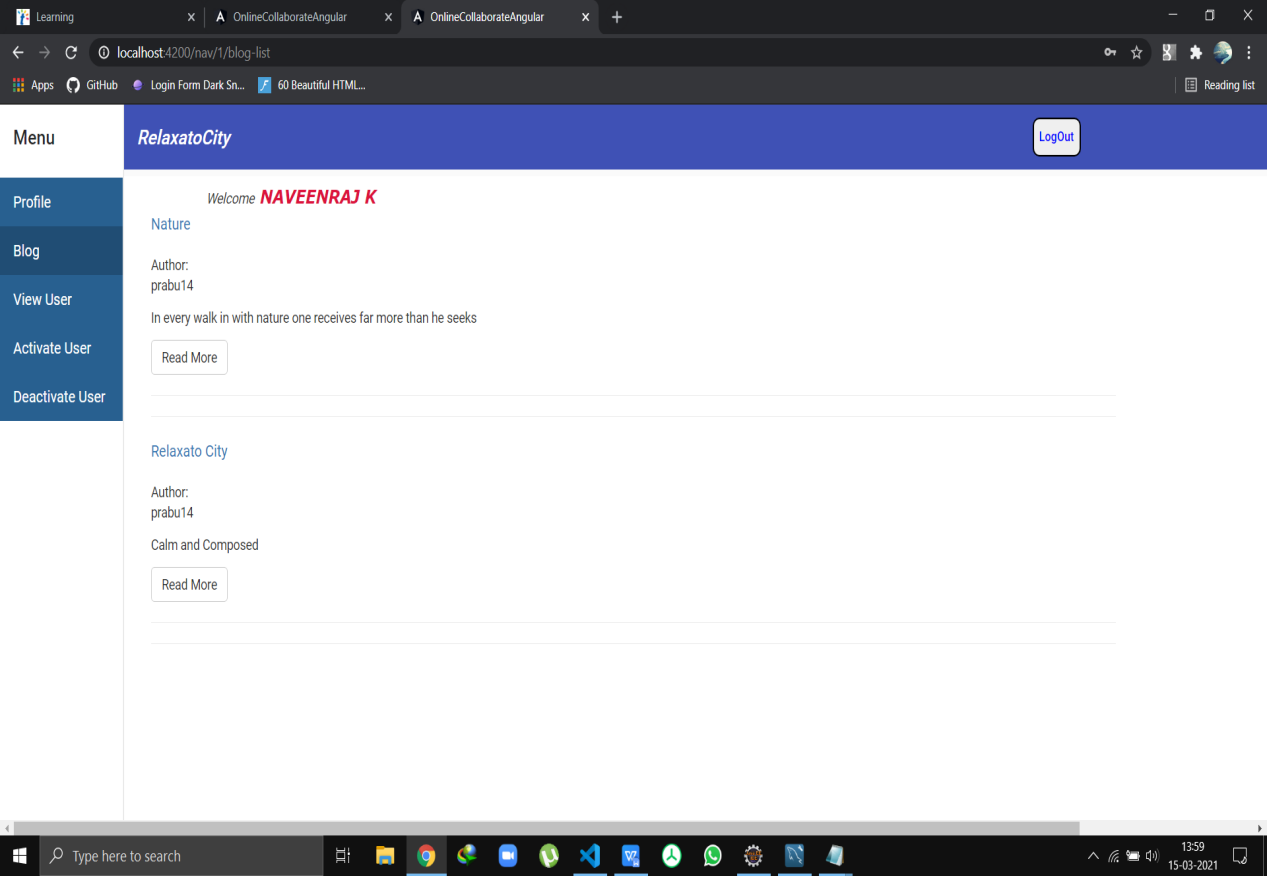 Learning
OnlineCollaborateAngular
OnlineCollaborateAngular
localhost:4200/nav/1/blog-list
Apps
GitHub
Login Form Dark Sn...
60 Beautiful HTML...
Reading list
Menu
RelaxatoCity
LogOut
Profile
Blog
View User
Activate User
Deactivate User
Welcome NAVEENRAJ K
Nature
Author:
prabu14
In every walk in with nature one receives far more than he seeks
Read More
Relaxato City
Author:
prabu14
Calm and Composed
Read More
Type here to search
13:59
15-03-2021